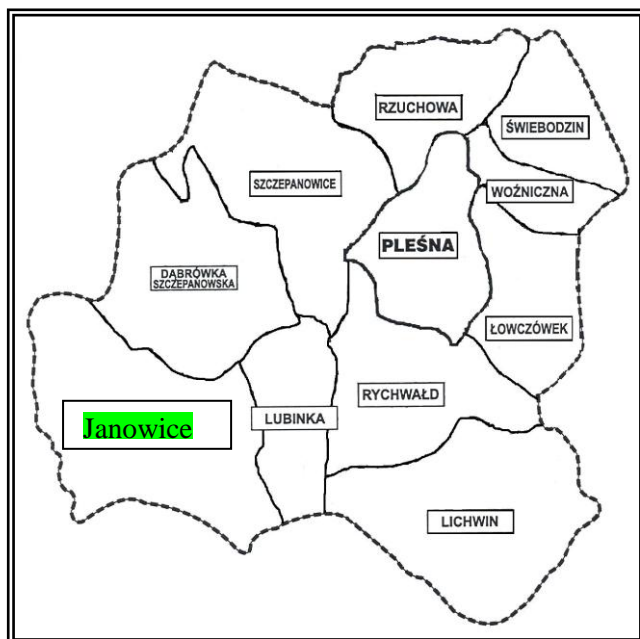 RZUCHOWA
ŚWIEBODZIN
SZCZEPANOWICE
WOŹNICZNA
PLEŚNA
DĄBRÓWKA
SZCZEPANOWSKA
ŁOWCZÓWEK
RYCHWAŁD
LUBINKA
Janowice
LICHWIN